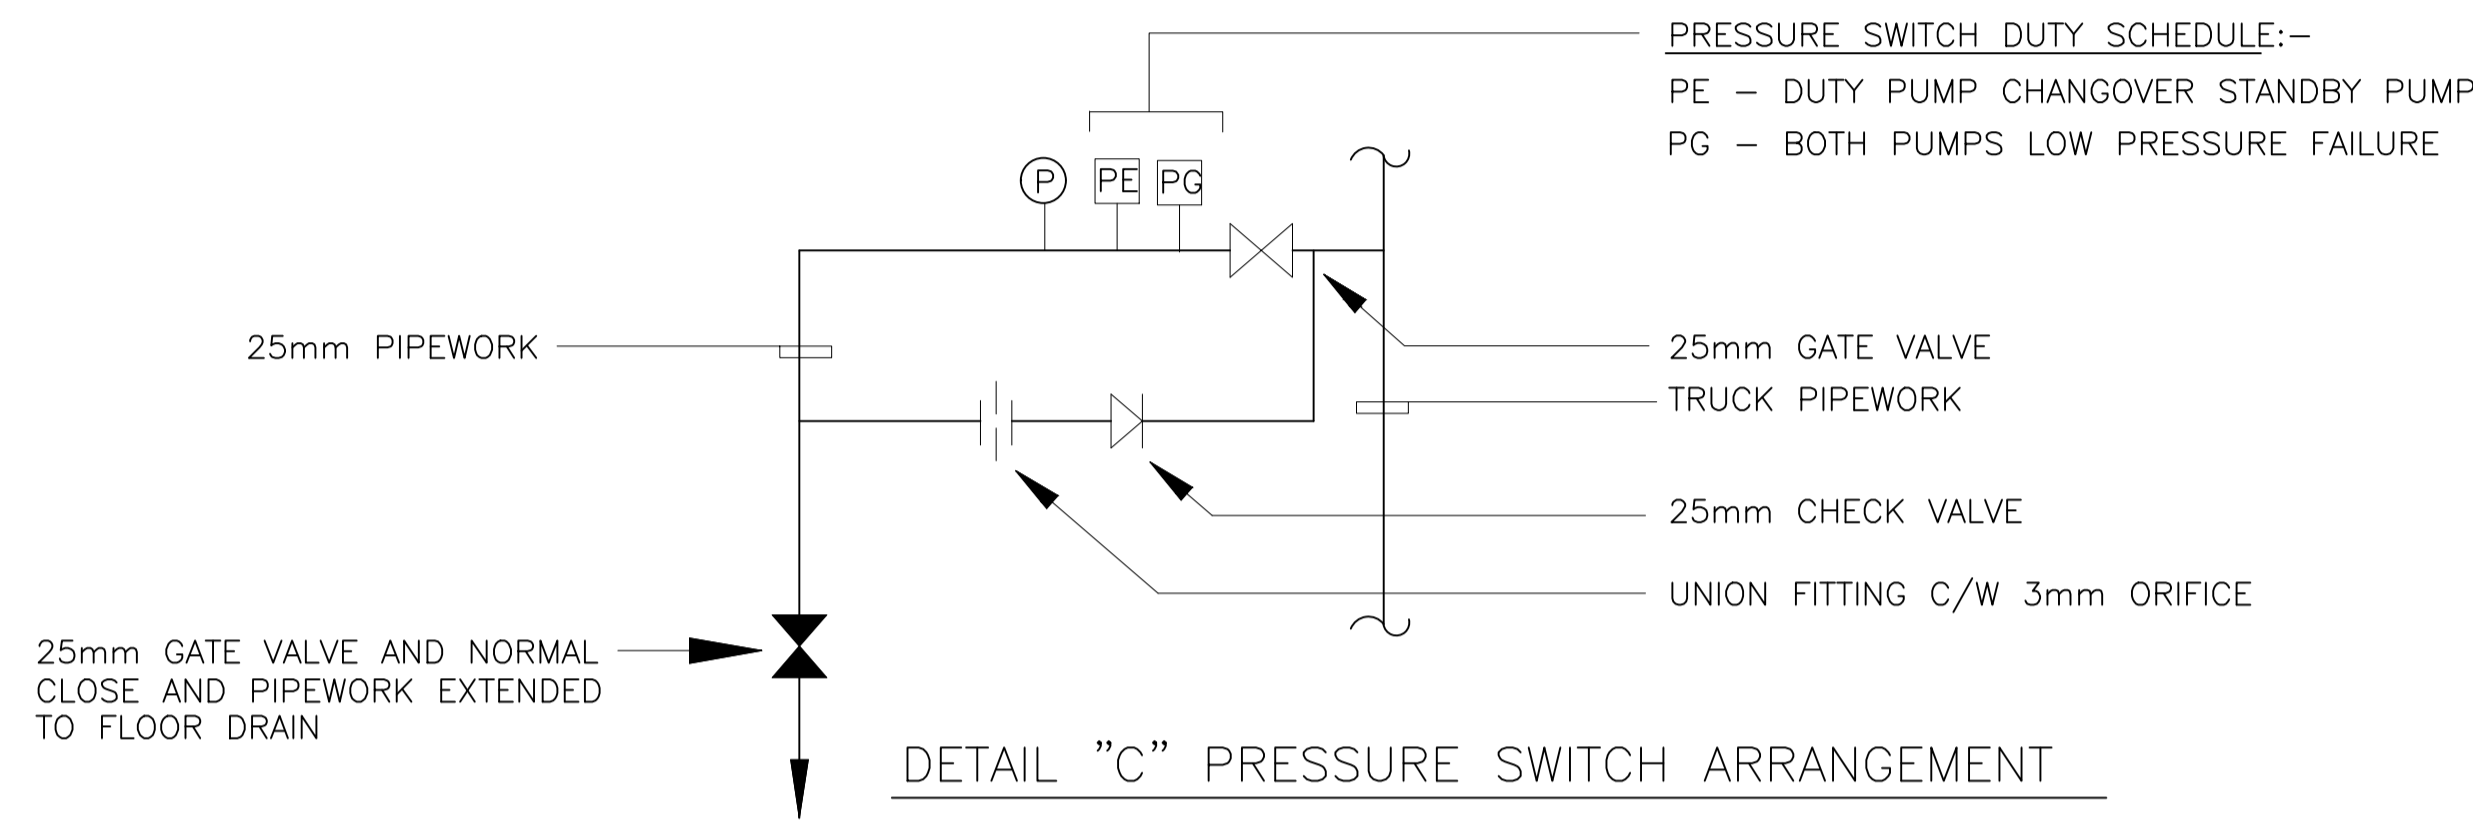 PRESSURE SWITCH DUTY SCHEDULE:-
PE - DUTY PUMP CHANGOVER STANDBY PUMP
PG - BOTH PUMPS LOW PRESSURE FAILURE
P PE PG
25mm PIPEWORK
25mm GATE VALVE
TRUCK PIPEWORK
25mm CHECK VALVE
UNION FITTING C/W 3mm ORIFICE
25mm GATE VALVE AND NORMAL
CLOSE AND PIPEWORK EXTENDED
TO FLOOR DRAIN
DETAIL "C" PRESSURE SWITCH ARRANGEMENT